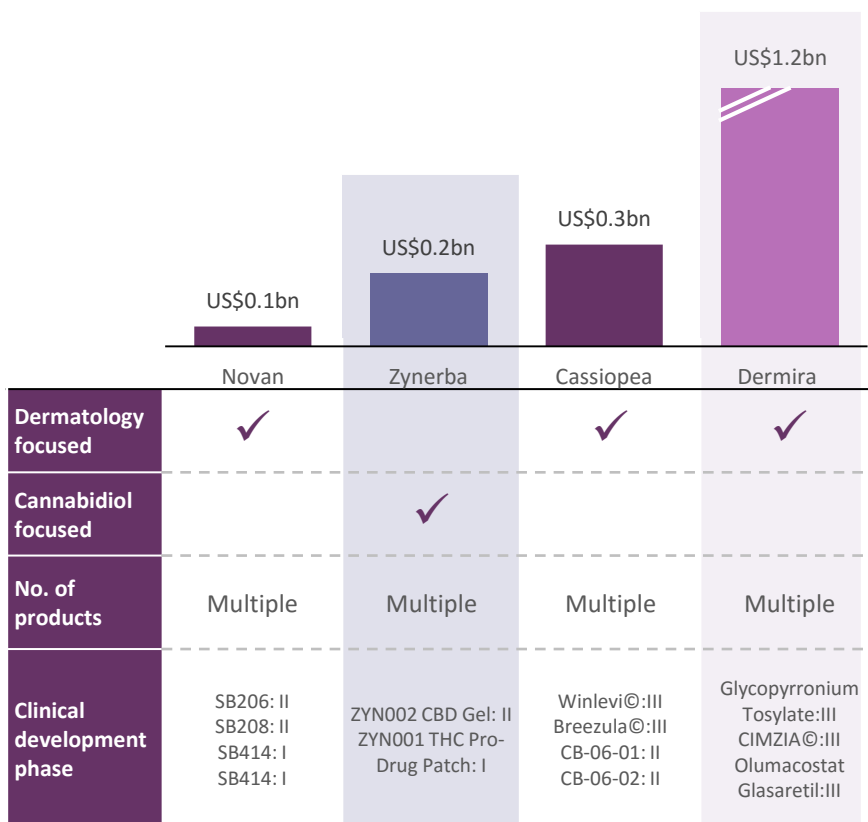 US$1.2bn
US$0.3bn
US$0.2bn
US$0.1bn
Novan
Zynerba
Cassiopea
Dermira
Dermatology
focused
✓
✓
✓
Cannabidiol
focused
✓
No. of
products
Multiple
Multiple
Multiple
Multiple
Clinical
development
phase
SB206: II
SB208: II
SB414: I
SB414: I
ZYN002 CBD Gel: II
ZYN001 THC Pro-
Drug Patch: I
Winlevi©:III
Breezula©:III
CB-06-01: II
CB-06-02: II
Glycopyrronium
Tosylate:III
CIMZIA©:III
Olumacostat
Glasaretil:III